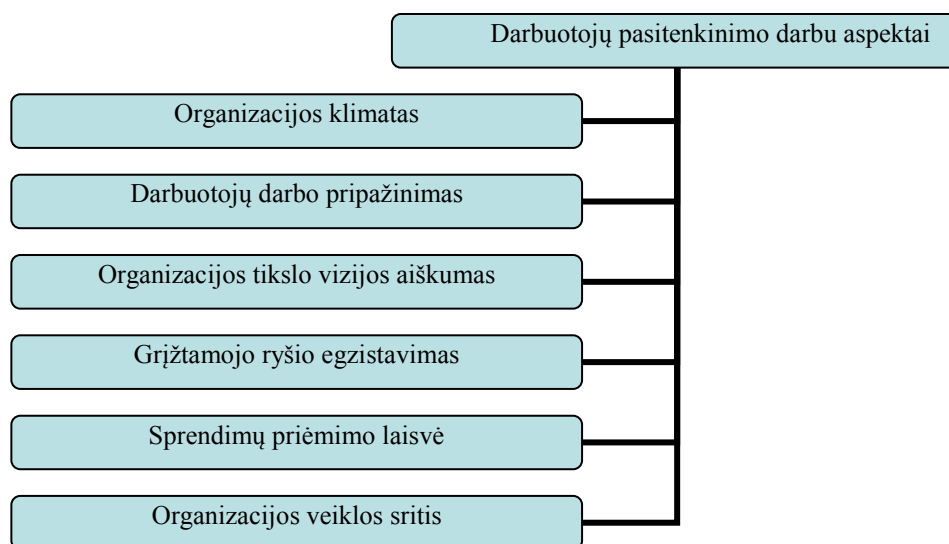 Darbuotojų pasitenkinimo darbu aspektai
Organizacijos klimatas
Darbuotojų darbo pripažinimas
Organizacijos tikslo vizijos aiškumas
Grįžtamojo ryšio egzistavimas
Sprendimų priėmimo laisvė
Organizacijos veiklos sritis